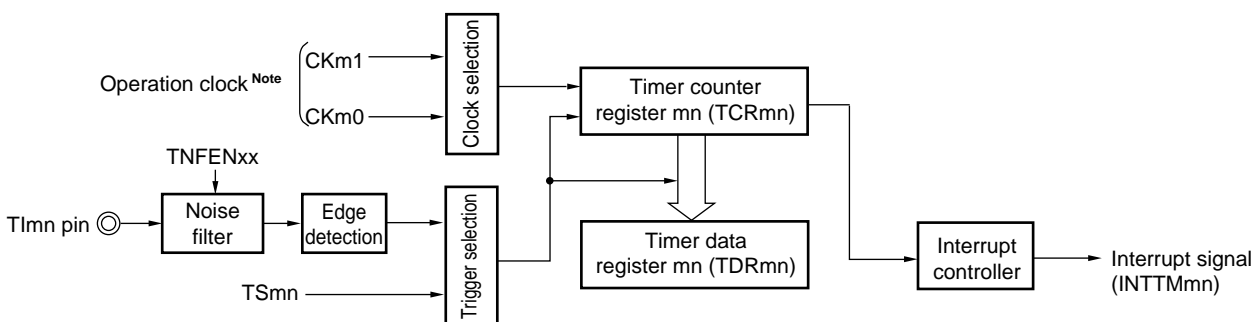 Operation clock Note
CKm1
CKm0
Clock selection
Timer counter
register mn (TCRmn)
TNFENxx
TImn pin
Noise
filter
Edge
detection
TSmn
Trigger selection
Timer data
register mn (TDRmn)
Interrupt
controller
Interrupt signal
(INTTMmn)